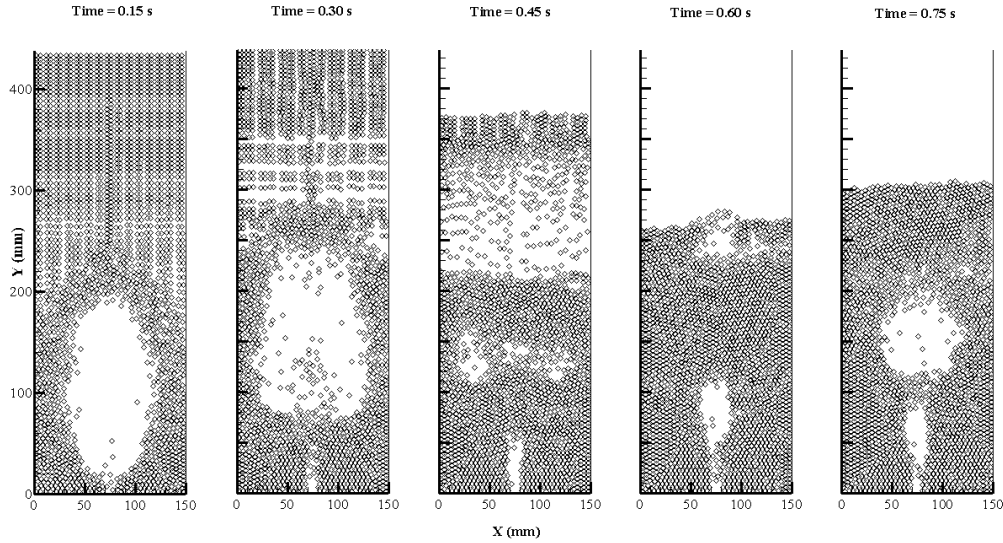 Time = 0.15 s
Time = 0.30 s
Time = 0.45 s
Time = 0.60 s
Time = 0.75 s
400
300
200
100
0
Y (mm)
0 50 100 150
0 50 100 150
0 50 100 150
0 50 100 150
0 50 100 150
X (mm)